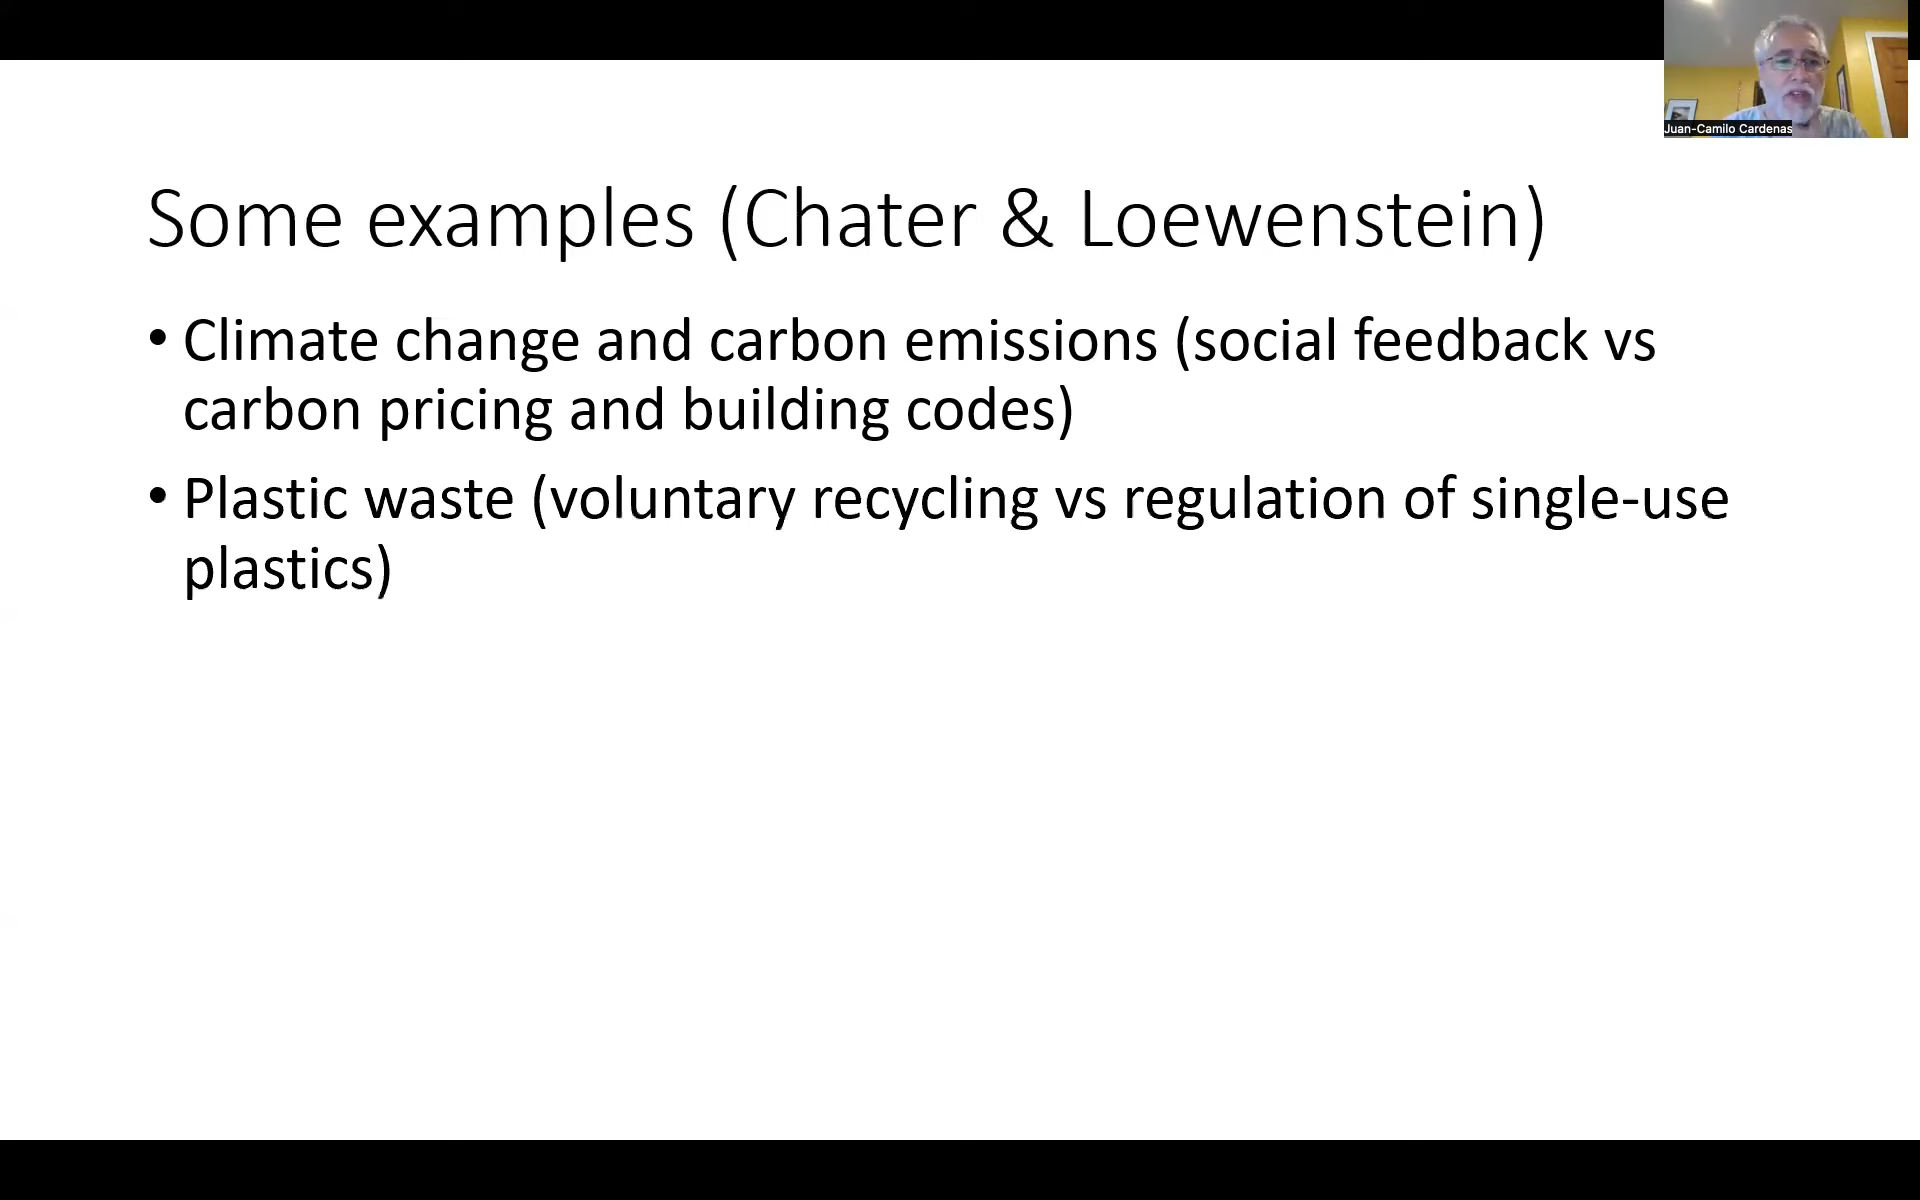 Juan-Camilo Cardenas
Some examples (Chater & Loewenstein)
• Climate change and carbon emissions (social feedback vs
carbon pricing and building codes)
• Plastic waste (voluntary recycling vs regulation of single-use
plastics)